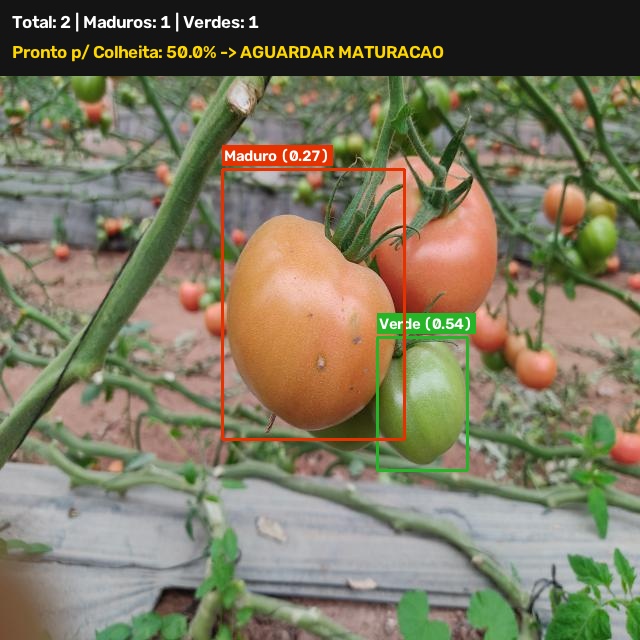 Total: 2 | Maduros: 1 | Verdes: 1
Pronto p/ Colheita: 50.0% -> AGUARDAR MATURACAO
Maduro (0.27)
Verde (0.54)